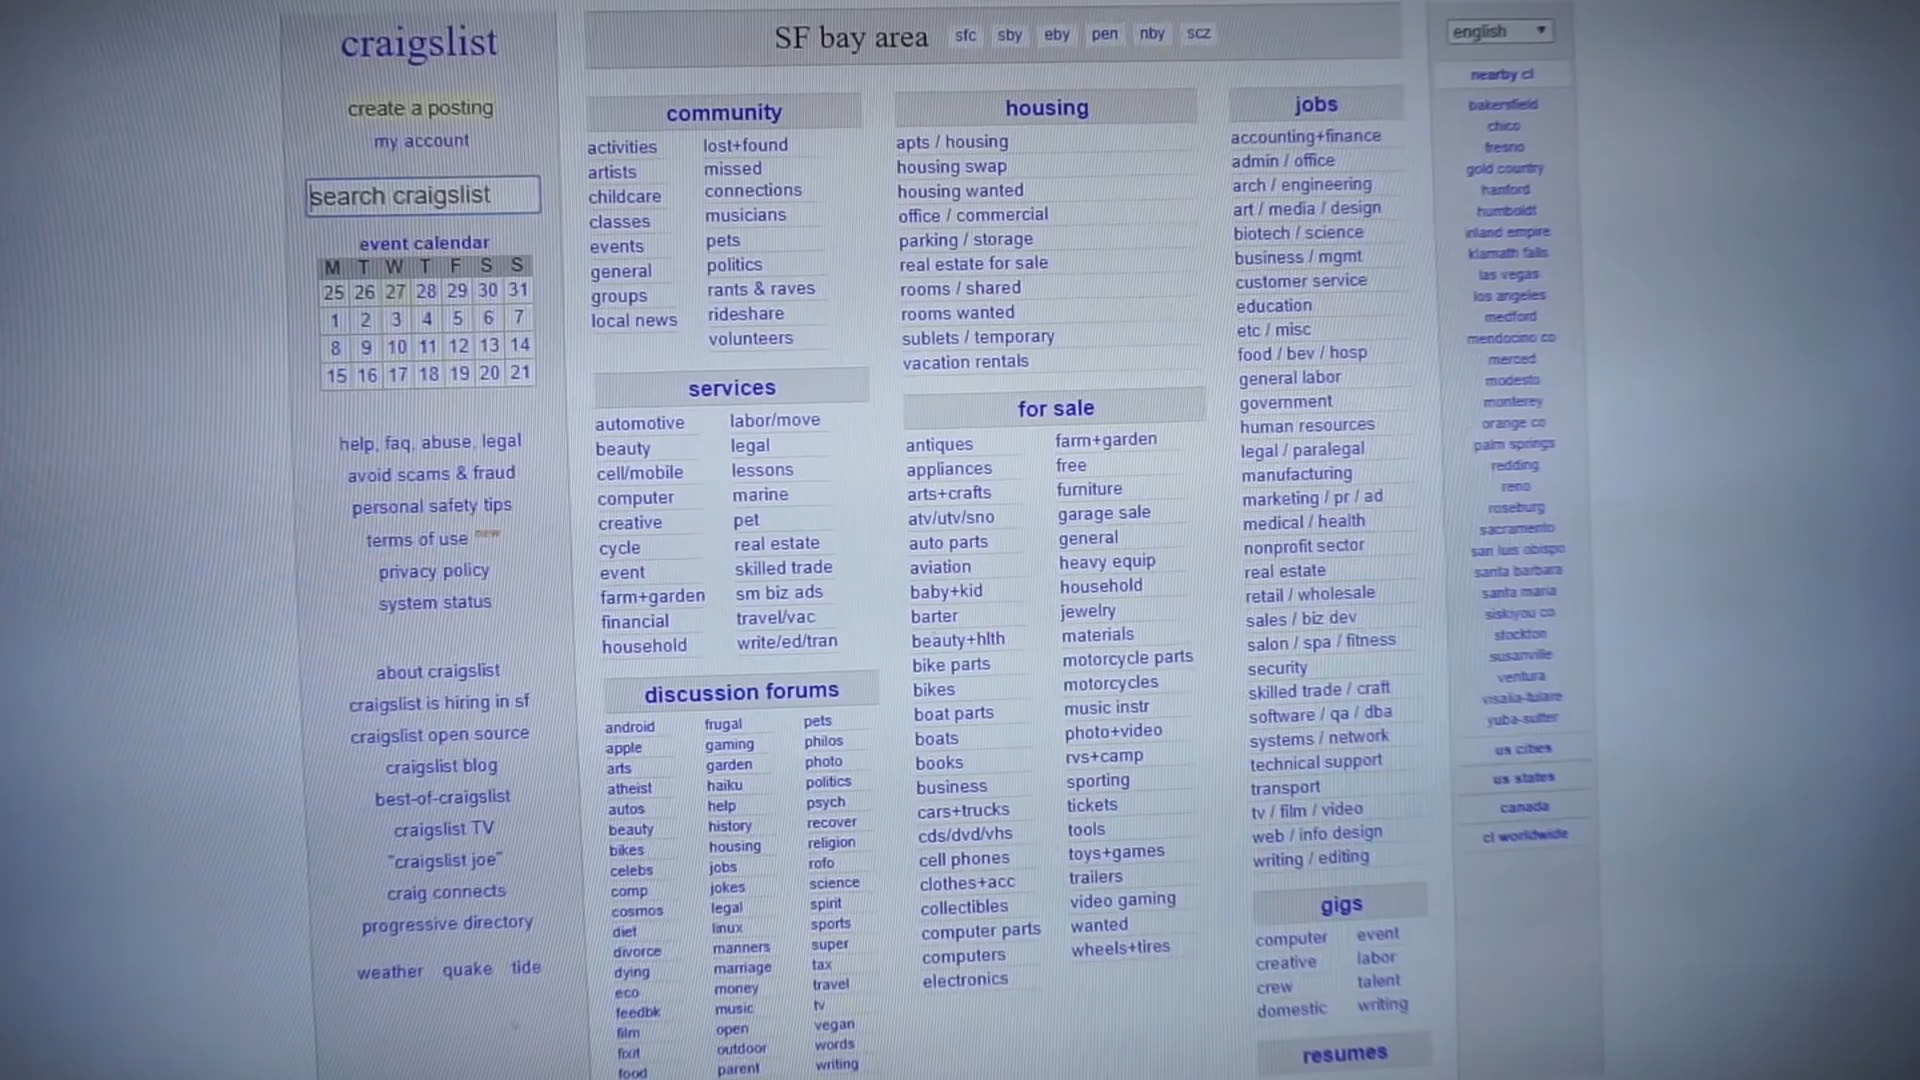 craigslist
create a posting
my account
search craigslist
event calendar
M T W T F S S
25 26 27 28 29 30 31
1 2 3 4 5 6 7
8 9 10 11 12 13 14
15 16 17 18 19 20 21
help, faq, abuse, legal
avoid scams & fraud
personal safety tips
terms of use new
privacy policy
system status
about craigslist
craigslist is hiring in sf
craigslist open source
craigslist blog
best-of-craigslist
craigslist TV
"craigslist joe"
craig connects
progressive directory
weather quake tide
SF bay area sfc sby eby pen nby scz
community
activities
artists
childcare
classes
events
general
groups
local news
lost+found
missed
connections
musicians
pets
politics
rants & raves
rideshare
volunteers
services
automotive
beauty
cell/mobile
computer
creative
cycle
event
farm+garden
financial
household
labor/move
legal
lessons
marine
pet
real estate
skilled trade
sm biz ads
travel/vac
write/ed/tran
discussion forums
android
apple
arts
atheist
autos
beauty
bikes
celebs
comp
cosmos
diet
divorce
dying
eco
feedbk
film
fixit
food
frugal
gaming
garden
haiku
help
history
housing
jobs
jokes
legal
linux
manners
marriage
money
music
open
outdoor
parent
pets
philos
photo
politics
psych
recover
religion
rofo
science
spirit
sports
super
tax
travel
tv
vegan
words
writing
housing
apts / housing
housing swap
housing wanted
office / commercial
parking / storage
real estate for sale
rooms / shared
rooms wanted
sublets / temporary
vacation rentals
for sale
antiques
appliances
arts+crafts
atv/utv/sno
auto parts
aviation
baby+kid
barter
beauty+hlth
bike parts
bikes
boat parts
boats
books
business
cars+trucks
cds/dvd/vhs
cell phones
clothes+acc
collectibles
computer parts
computers
electronics
farm+garden
free
furniture
garage sale
general
heavy equip
household
jewelry
materials
motorcycle parts
motorcycles
music instr
photo+video
rvs+camp
sporting
tickets
tools
toys+games
trailers
video gaming
wanted
wheels+tires
jobs
accounting+finance
admin / office
arch / engineering
art / media / design
biotech / science
business / mgmt
customer service
education
etc / misc
food / bev / hosp
general labor
government
human resources
legal / paralegal
manufacturing
marketing / pr / ad
medical / health
nonprofit sector
real estate
retail / wholesale
sales / biz dev
salon / spa / fitness
security
skilled trade / craft
software / qa / dba
systems / network
technical support
transport
tv / film / video
web / info design
writing / editing
gigs
computer
creative
crew
domestic
event
labor
talent
writing
resumes
english
nearby cl
bakersfield
chico
fresno
gold country
hanford
humboldt
inland empire
klamath falls
las vegas
los angeles
medford
mendocino co
merced
modesto
monterey
orange co
palm springs
redding
reno
roseburg
sacramento
san luis obispo
santa barbara
santa maria
siskiyou co
stockton
susanville
ventura
visalia-tulare
yuba-sutter
us cities
us states
canada
cl worldwide